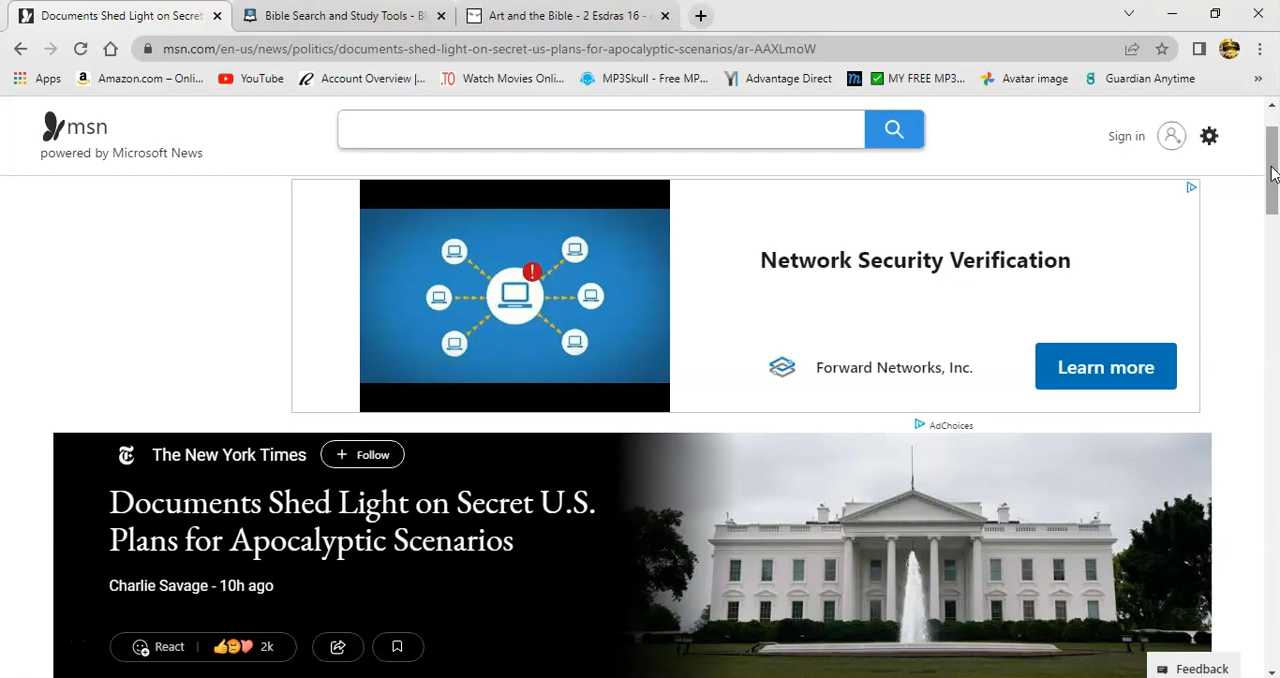 Documents Shed Light on Secret
Bible Search and Study Tools - Bl
Art and the Bible - 2 Esdras 16 -
msn.com/en-us/news/politics/documents-shed-light-on-secret-us-plans-for-apocalyptic-scenarios/ar-AAXLmoW
Apps
Amazon.com – Onli...
YouTube
Account Overview |...
Watch Movies Onli...
MP3Skull - Free MP...
Advantage Direct
MY FREE MP3...
Avatar image
Guardian Anytime
»
msn
powered by Microsoft News
Sign in
Network Security Verification
Forward Networks, Inc.
Learn more
AdChoices
The New York Times
+ Follow
Documents Shed Light on Secret U.S.
Plans for Apocalyptic Scenarios
Charlie Savage - 10h ago
React
2k
Feedback